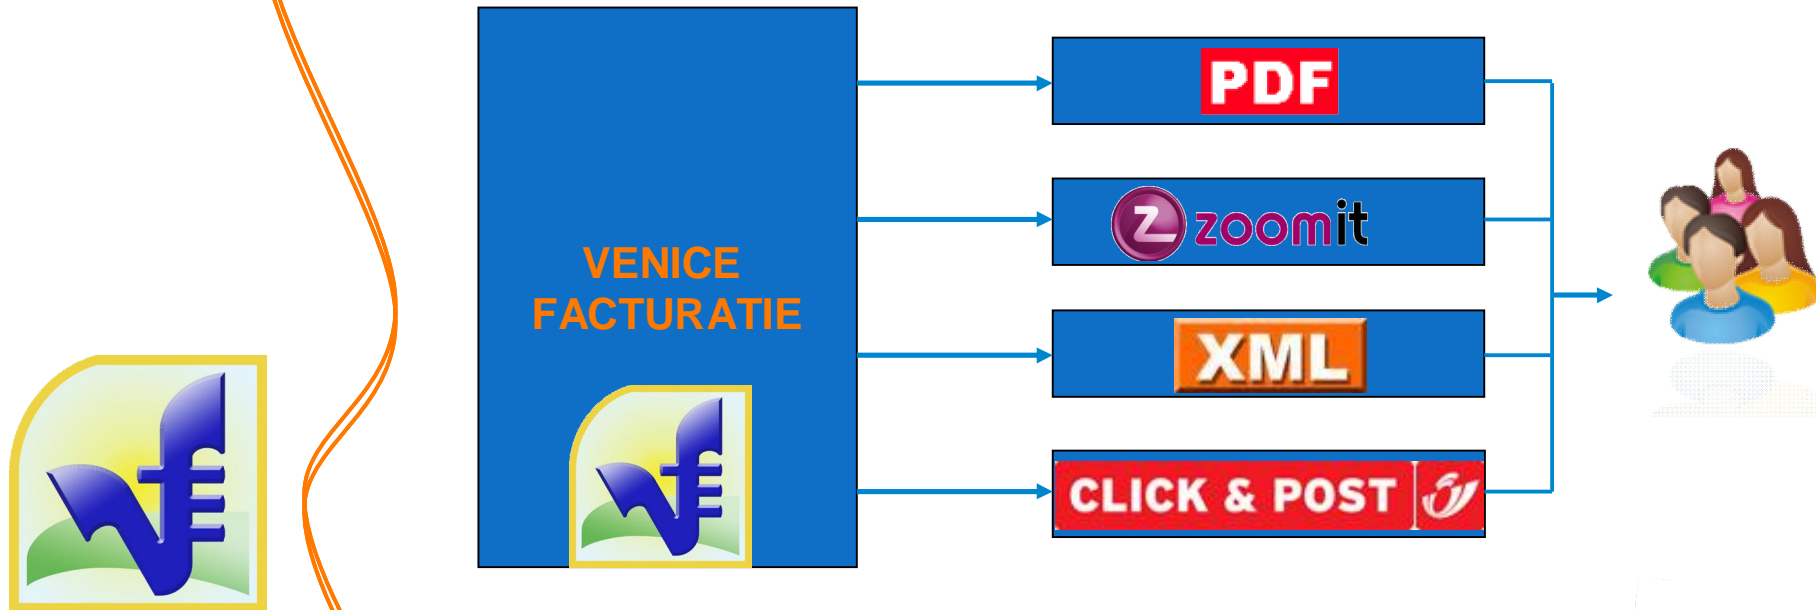 VENICE
FACTURATIE
PDF
Z zoomit
XML
CLICK & POST